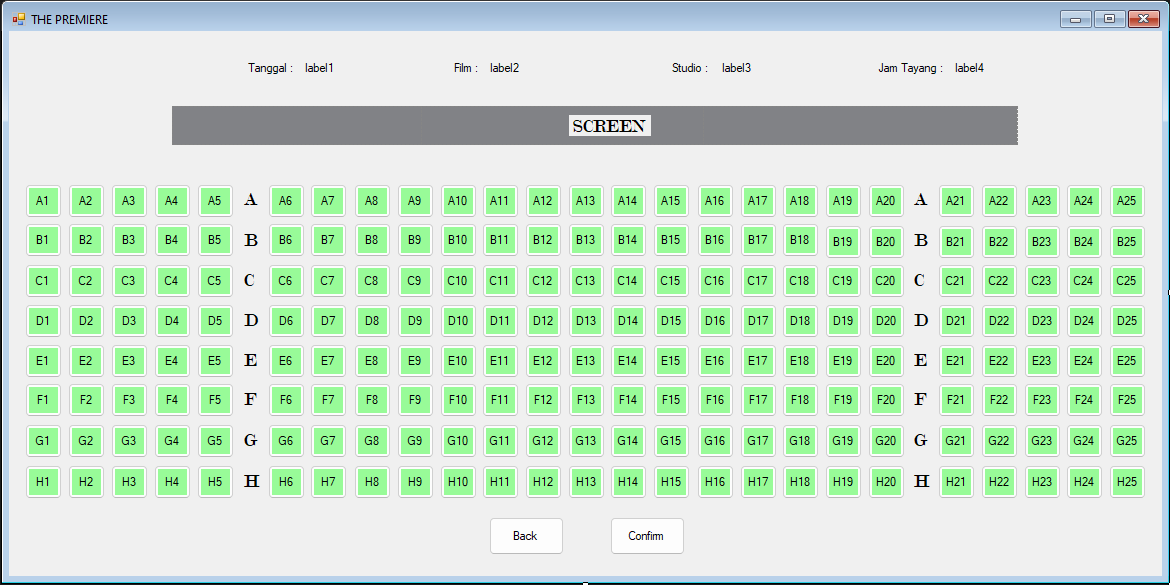 THE PREMIERE
Tanggal : label1 Film : label2 Studio : label3 Jam Tayang : label4
SCREEN
A1 A2 A3 A4 A5 A A6 A7 A8 A9 A10 A11 A12 A13 A14 A15 A16 A17 A18 A19 A20 A A21 A22 A23 A24 A25
B1 B2 B3 B4 B5 B B6 B7 B8 B9 B10 B11 B12 B13 B14 B15 B16 B17 B18 B19 B20 B B21 B22 B23 B24 B25
C1 C2 C3 C4 C5 C C6 C7 C8 C9 C10 C11 C12 C13 C14 C15 C16 C17 C18 C19 C20 C C21 C22 C23 C24 C25
D1 D2 D3 D4 D5 D D6 D7 D8 D9 D10 D11 D12 D13 D14 D15 D16 D17 D18 D19 D20 D D21 D22 D23 D24 D25
E1 E2 E3 E4 E5 E E6 E7 E8 E9 E10 E11 E12 E13 E14 E15 E16 E17 E18 E19 E20 E E21 E22 E23 E24 E25
F1 F2 F3 F4 F5 F F6 F7 F8 F9 F10 F11 F12 F13 F14 F15 F16 F17 F18 F19 F20 F F21 F22 F23 F24 F25
G1 G2 G3 G4 G5 G G6 G7 G8 G9 G10 G11 G12 G13 G14 G15 G16 G17 G18 G19 G20 G G21 G22 G23 G24 G25
H1 H2 H3 H4 H5 H H6 H7 H8 H9 H10 H11 H12 H13 H14 H15 H16 H17 H18 H19 H20 H H21 H22 H23 H24 H25
Back Confirm